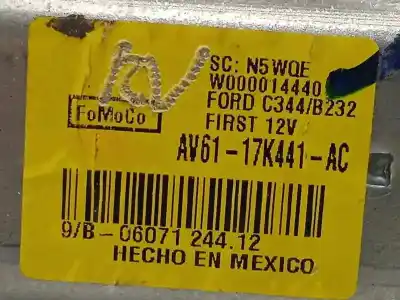 SC: N5WQE
W000014440
FORD C344/B232
FoMoCo
FIRST 12V
AV61-17K441-AC
9/B-06071 244.12
HECHO EN MEXICO